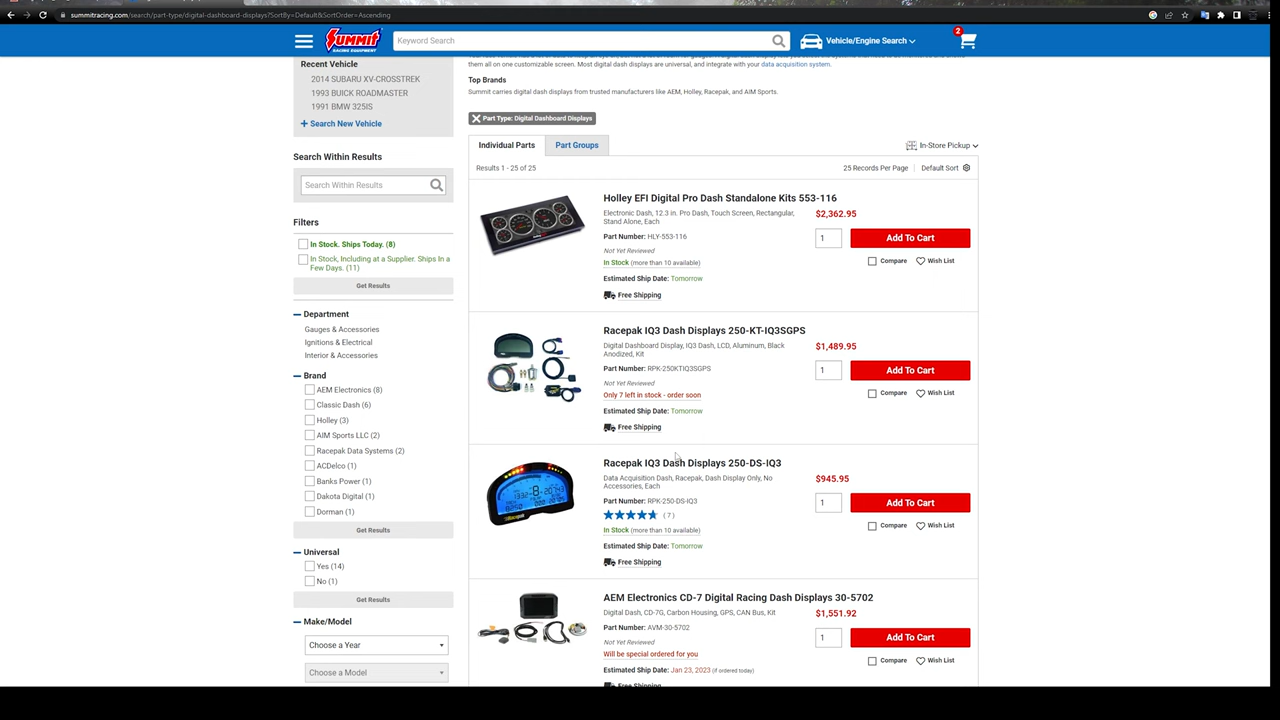 summitracing.com/search/part-type/digital-dashboard-displays?SortBy=Default&SortOrder=Ascending
SUMMIT
RACING EQUIPMENT
Keyword Search
Vehicle/Engine Search
2
Recent Vehicle
2014 SUBARU XV-CROSSTREK
1993 BUICK ROADMASTER
1991 BMW 325IS
+ Search New Vehicle
Search Within Results
Search Within Results
Filters
In Stock. Ships Today. (8)
In Stock, Including at a Supplier. Ships In a
Few Days. (11)
Get Results
Department
Gauges & Accessories
Ignitions & Electrical
Interior & Accessories
Brand
AEM Electronics (8)
Classic Dash (6)
Holley (3)
AIM Sports LLC (2)
Racepak Data Systems (2)
ACDelco (1)
Banks Power (1)
Dakota Digital (1)
Dorman (1)
Get Results
Universal
Yes (14)
No (1)
Get Results
Make/Model
Choose a Year
Choose a Model
them all on one customizable screen. Most digital dash displays are universal, and integrate with your data acquisition system.
Top Brands
Summit carries digital dash displays from trusted manufacturers like AEM, Holley, Racepak, and AIM Sports.
Part Type: Digital Dashboard Displays
Individual Parts
Part Groups
In-Store Pickup
Results 1 - 25 of 25
25 Records Per Page
Default Sort
Holley EFI Digital Pro Dash Standalone Kits 553-116
Electronic Dash, 12.3 in. Pro Dash, Touch Screen, Rectangular,
Stand Alone, Each
Part Number: HLY-553-116
Not Yet Reviewed
In Stock (more than 10 available)
Estimated Ship Date: Tomorrow
Free Shipping
$2,362.95
1
Add To Cart
Compare
Wish List
Racepak IQ3 Dash Displays 250-KT-IQ3SGPS
Digital Dashboard Display, IQ3 Dash, LCD, Aluminum, Black
Anodized, Kit
Part Number: RPK-250KTIQ3SGPS
Not Yet Reviewed
Only 7 left in stock - order soon
Estimated Ship Date: Tomorrow
Free Shipping
$1,489.95
1
Add To Cart
Compare
Wish List
Racepak IQ3 Dash Displays 250-DS-IQ3
Data Acquisition Dash, Racepak, Dash Display Only, No
Accessories, Each
Part Number: RPK-250-DS-IQ3
( 7 )
In Stock (more than 10 available)
Estimated Ship Date: Tomorrow
Free Shipping
$945.95
1
Add To Cart
Compare
Wish List
AEM Electronics CD-7 Digital Racing Dash Displays 30-5702
Digital Dash, CD-7G, Carbon Housing, GPS, CAN Bus, Kit
Part Number: AVM-30-5702
Not Yet Reviewed
Will be special ordered for you
Estimated Ship Date: Jan 23, 2023 (if ordered today)
Free Shipping
$1,551.92
1
Add To Cart
Compare
Wish List